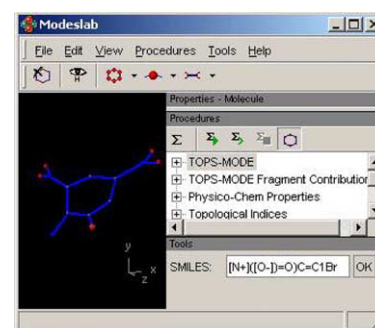 Modeslab
File Edit View Procedures Tools Help
Properties - Molecule
Procedures
Σ Σ Σ Σ
TOPS-MODE
TOPS-MODE Fragment Contribution
Physico-Chem Properties
Topological Indices
Tools
SMILES: [N+]([O-])=O)C=C1Br OK
y
x
z